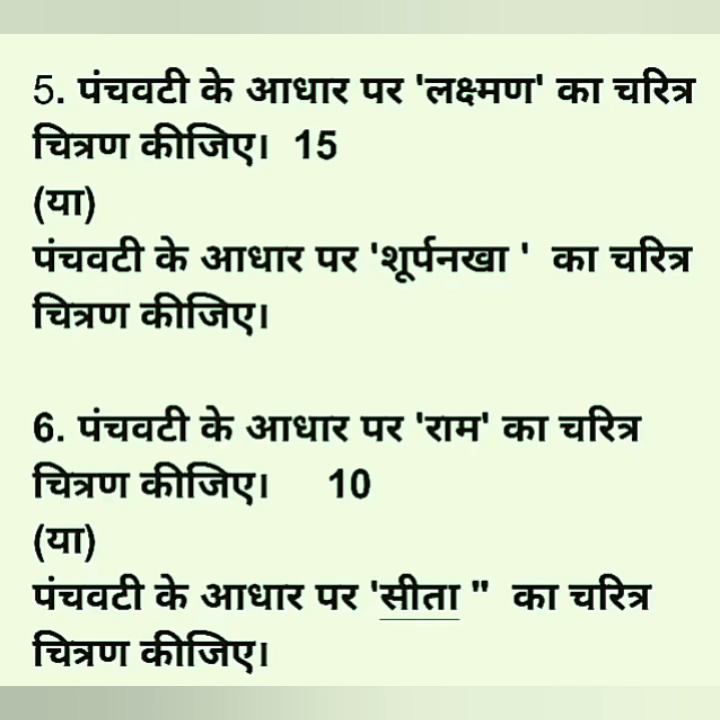 5. पंचवटी के आधार पर 'लक्ष्मण' का चरित्र
चित्रण कीजिए। 15
(या)
पंचवटी के आधार पर 'शूर्पनखा ' का चरित्र
चित्रण कीजिए।
6. पंचवटी के आधार पर 'राम' का चरित्र
चित्रण कीजिए। 10
(या)
पंचवटी के आधार पर 'सीता " का चरित्र
चित्रण कीजिए।